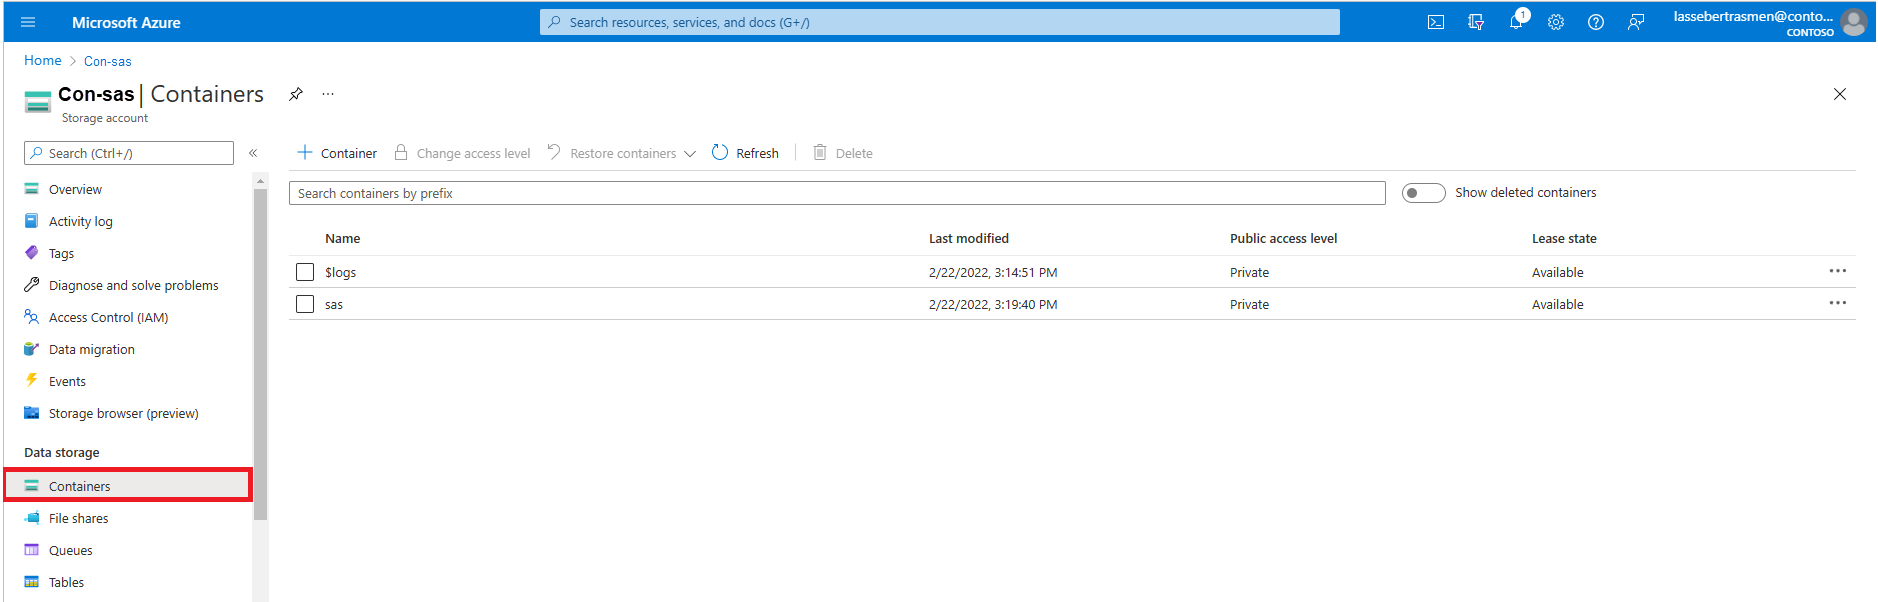 Microsoft Azure
Search resources, services, and docs (G+/)
1
lassebertrasmen@conto...
CONTOSO
Home > Con-sas
Con-sas | Containers
...
Storage account
Search (Ctrl+/)
«
Overview
Activity log
Tags
Diagnose and solve problems
Access Control (IAM)
Data migration
Events
Storage browser (preview)
Data storage
Containers
File shares
Queues
Tables
+ Container Change access level Restore containers Refresh Delete
Search containers by prefix
Show deleted containers
Name Last modified Public access level Lease state
$logs 2/22/2022, 3:14:51 PM Private Available ...
sas 2/22/2022, 3:19:40 PM Private Available ...